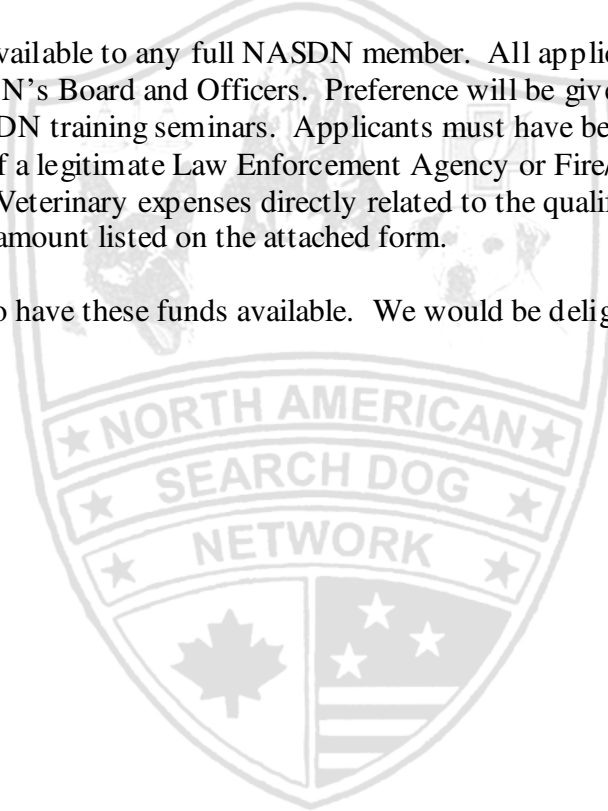 vailable to any full NASDN member. All applic
N's Board and Officers. Preference will be give
DN training seminars. Applicants must have be
f a legitimate Law Enforcement Agency or Fire/
Veterinary expenses directly related to the qualif
amount listed on the attached form.
o have these funds available. We would be delig
NORTH AMERICAN
SEARCH DOG
NETWORK